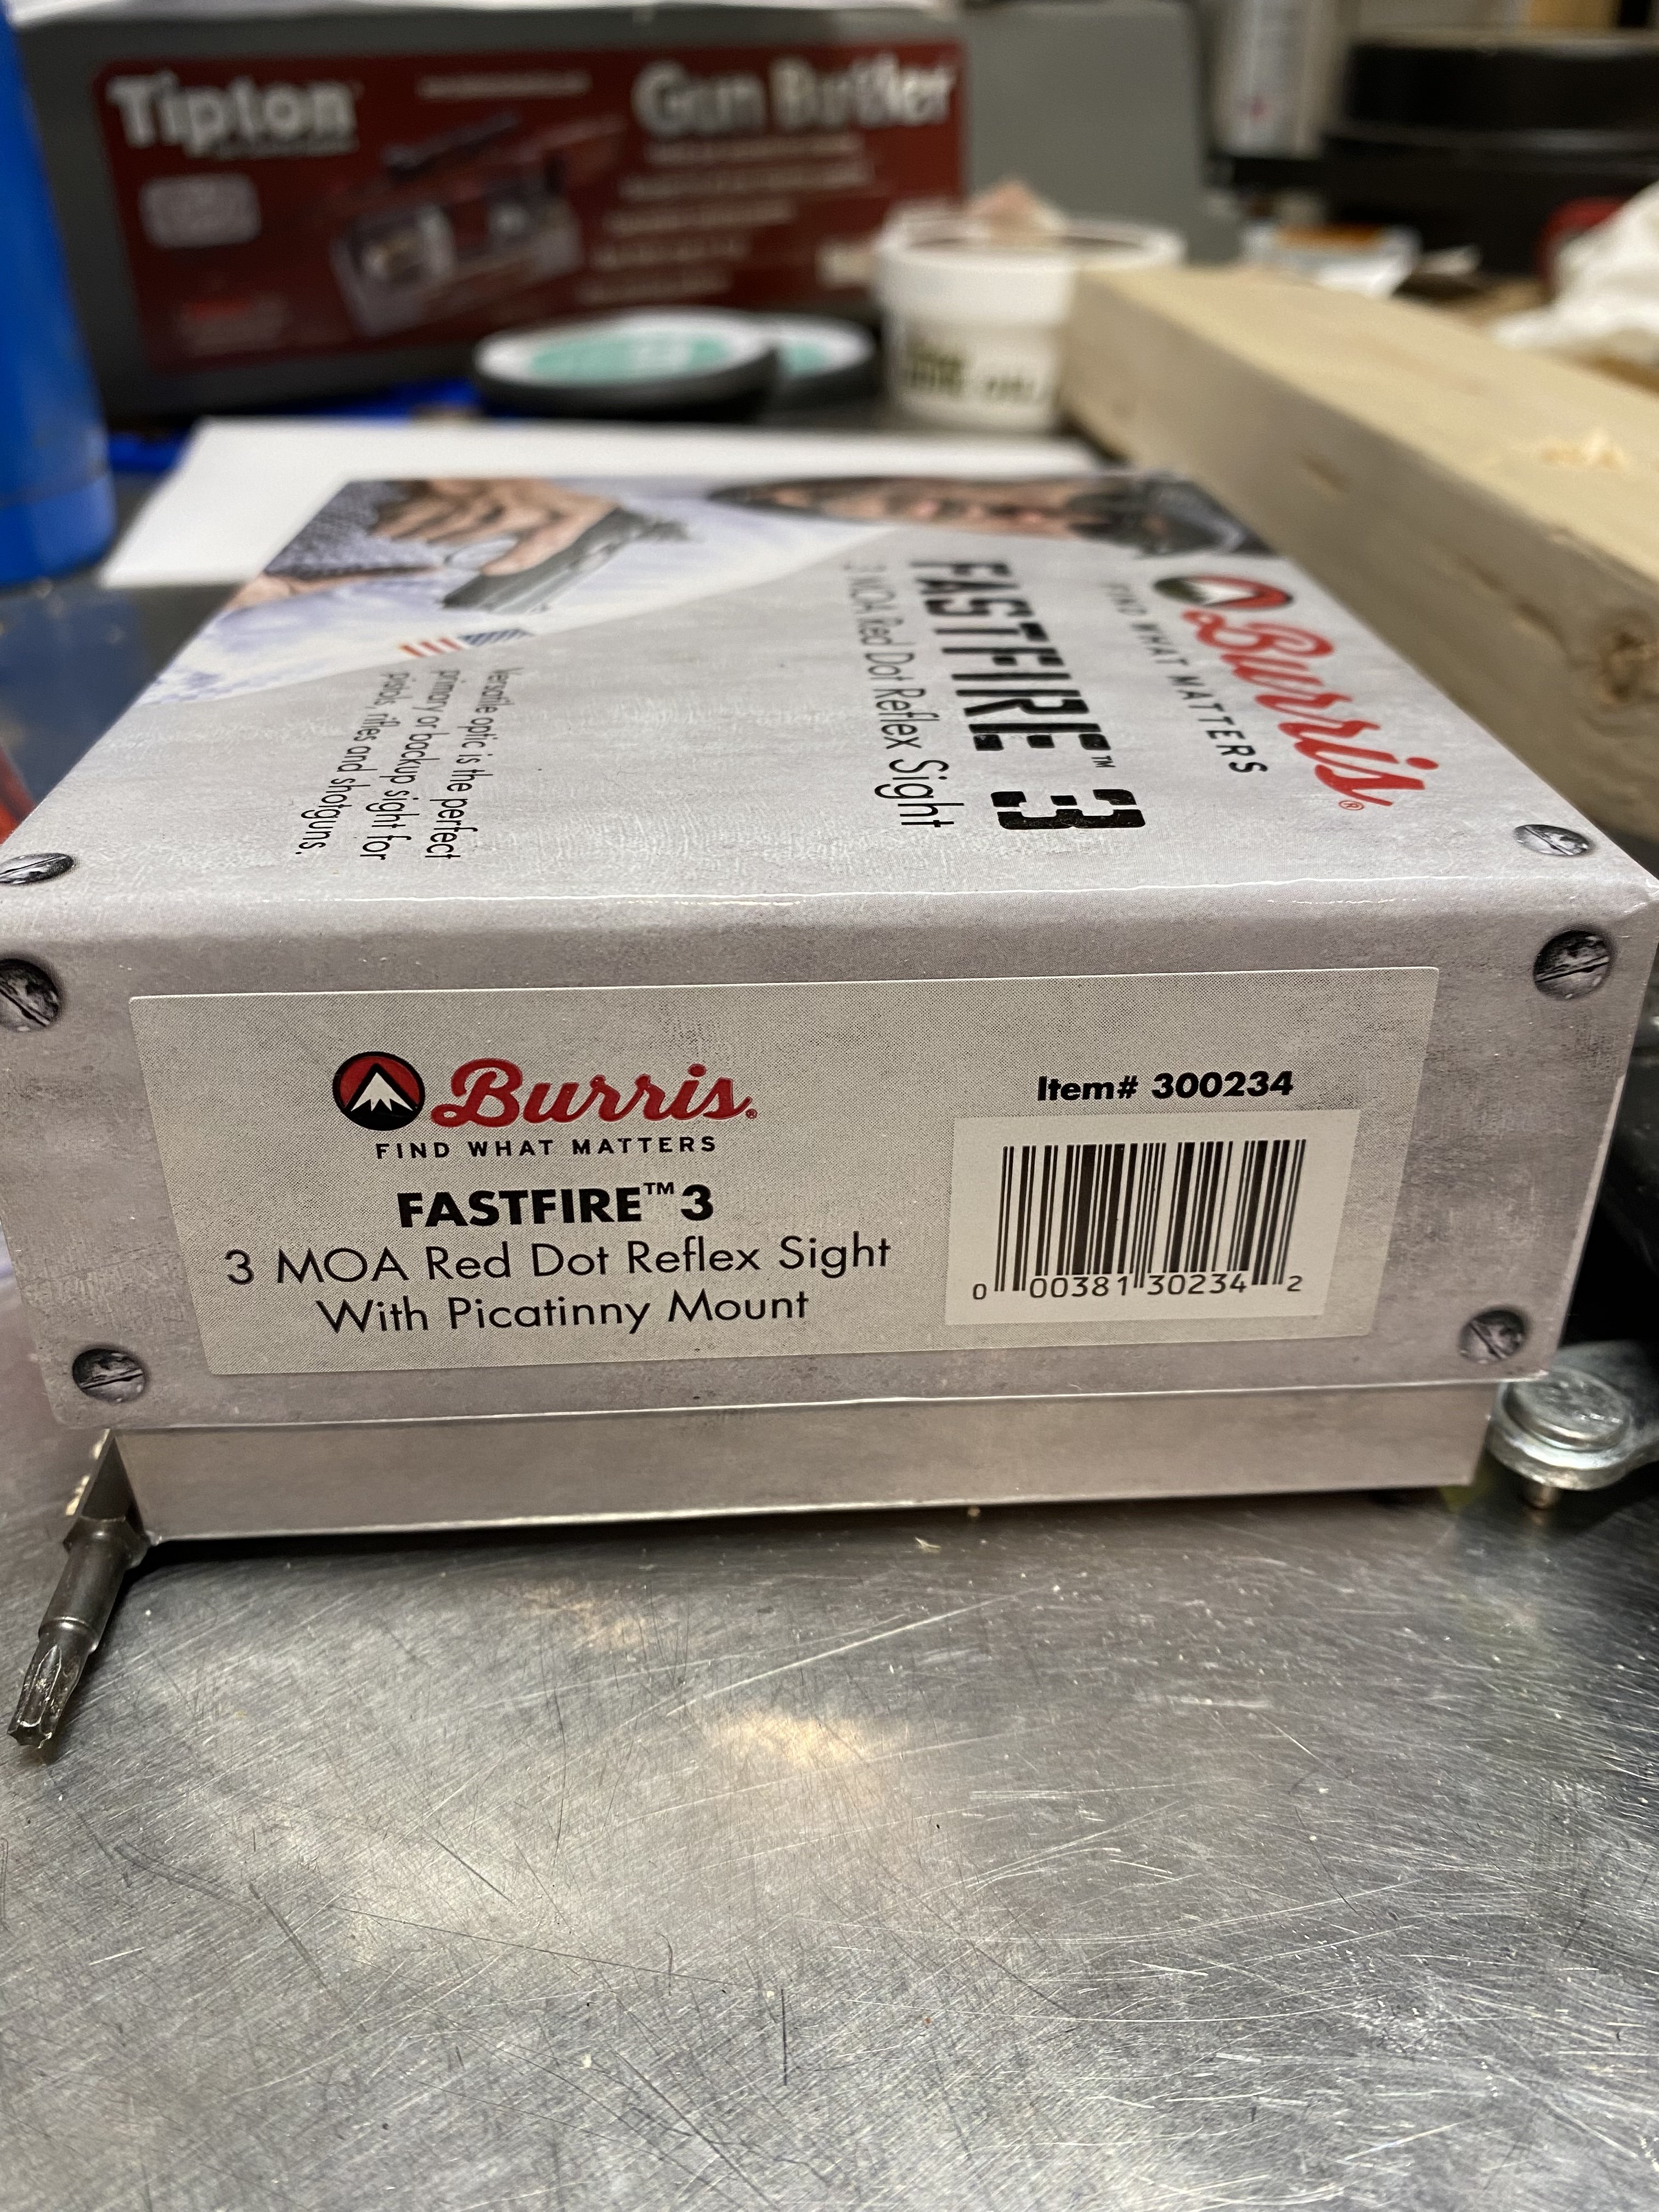 Tipton
Gun Butler
Burris®
FIND WHAT MATTERS
FASTFIRE™ 3
3 MOA Red Dot Reflex Sight
Versatile optic is the perfect
primary or backup sight for
pistols, rifles and shotguns.
Burris®
FIND WHAT MATTERS
FASTFIRE™ 3
3 MOA Red Dot Reflex Sight
With Picatinny Mount
Item# 300234
0 00381 30234 2